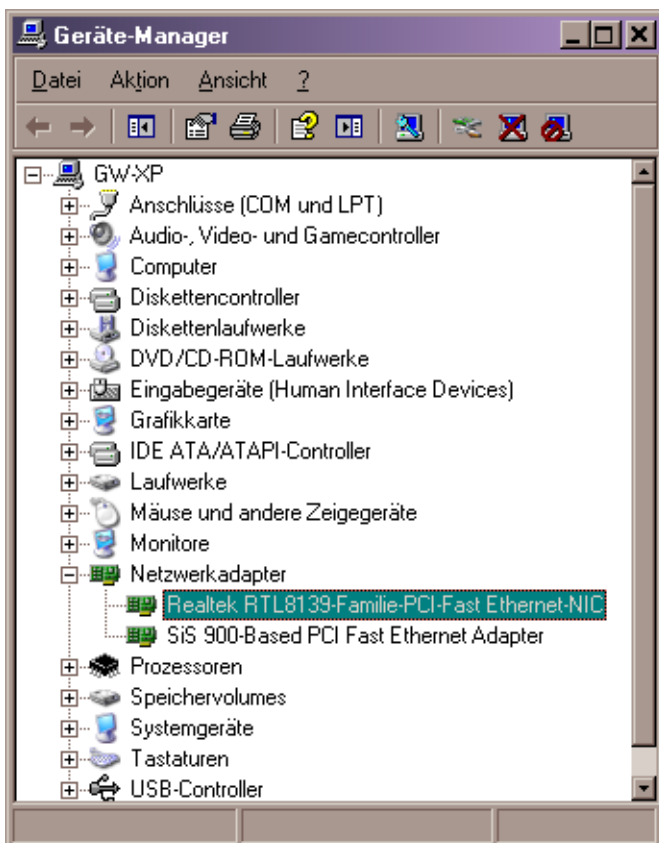 Geräte-Manager
Datei Aktion Ansicht ?
GW-XP
Anschlüsse (COM und LPT)
Audio-, Video- und Gamecontroller
Computer
Diskettencontroller
Diskettenlaufwerke
DVD/CD-ROM-Laufwerke
Eingabegeräte (Human Interface Devices)
Grafikkarte
IDE ATA/ATAPI-Controller
Laufwerke
Mäuse und andere Zeigegeräte
Monitore
Netzwerkadapter
Realtek RTL8139-Familie-PCI-Fast Ethernet-NIC
SiS 900-Based PCI Fast Ethernet Adapter
Prozessoren
Speichervolumes
Systemgeräte
Tastaturen
USB-Controller